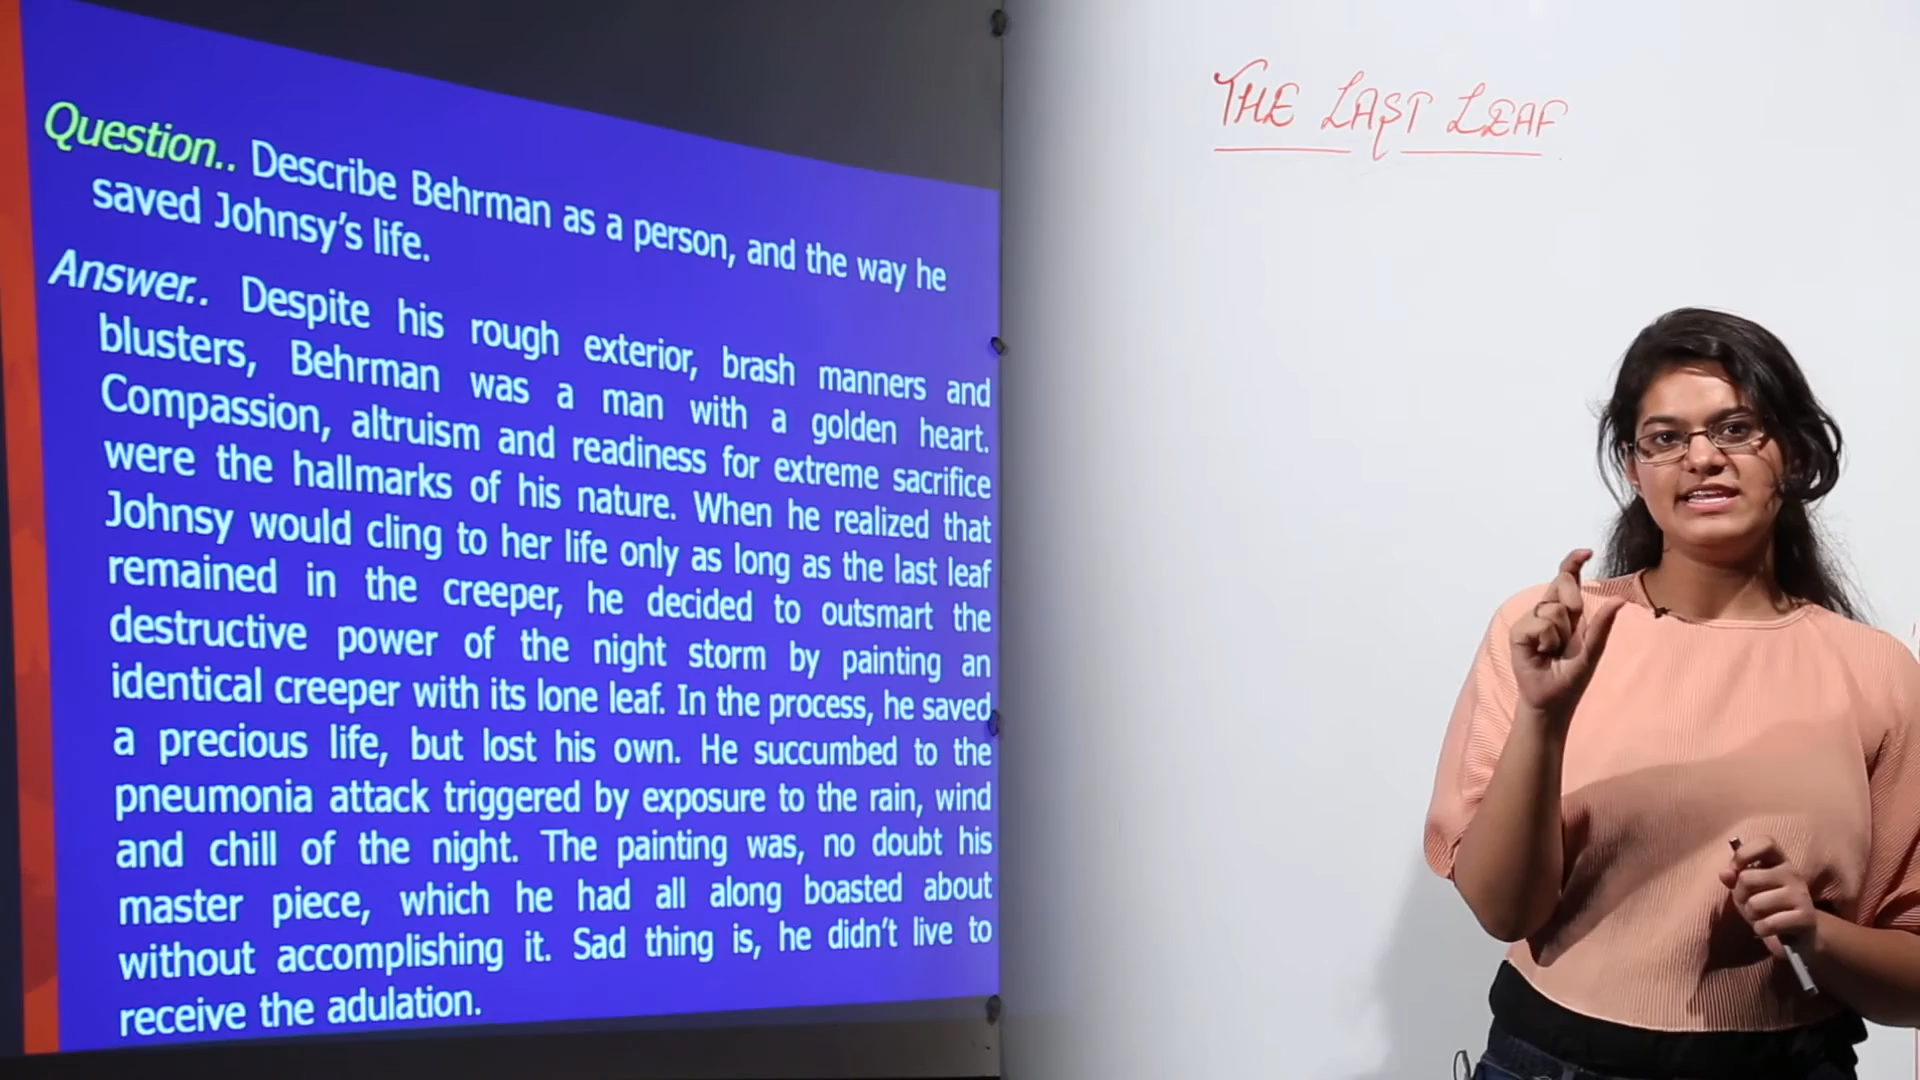 Question.. Describe Behrman as a person, and the way he
saved Johnsy's life.
Answer.. Despite his rough exterior, brash manners and
blusters, Behrman was a man with a golden heart.
Compassion, altruism and readiness for extreme sacrifice
were the hallmarks of his nature. When he realized that
Johnsy would cling to her life only as long as the last leaf
remained in the creeper, he decided to outsmart the
destructive power of the night storm by painting an
identical creeper with its lone leaf. In the process, he saved
a precious life, but lost his own. He succumbed to the
pneumonia attack triggered by exposure to the rain, wind
and chill of the night. The painting was, no doubt his
master piece, which he had all along boasted about
without accomplishing it. Sad thing is, he didn't live to
receive the adulation.
THE LAST LEAF